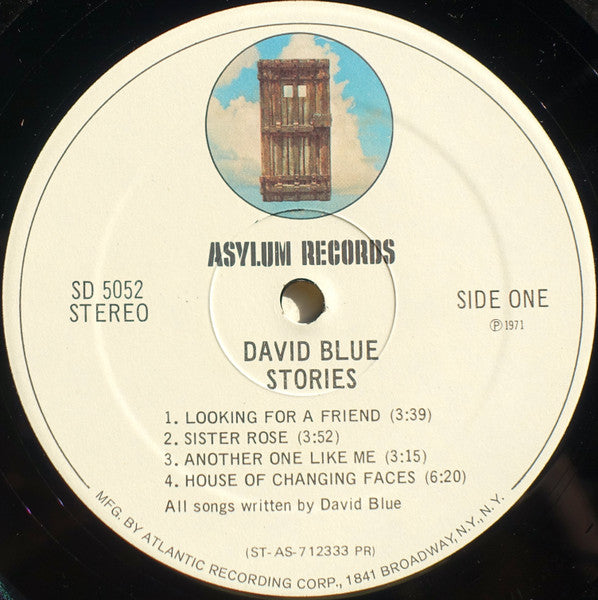 ASYLUM RECORDS
SD 5052
STEREO
SIDE ONE
℗1971
DAVID BLUE
STORIES
1. LOOKING FOR A FRIEND (3:39)
2. SISTER ROSE (3:52)
3. ANOTHER ONE LIKE ME (3:15)
4. HOUSE OF CHANGING FACES (6:20)
All songs written by David Blue
(ST-AS-712333 PR)
MFG. BY ATLANTIC RECORDING CORP., 1841 BROADWAY, N.Y., N.Y.